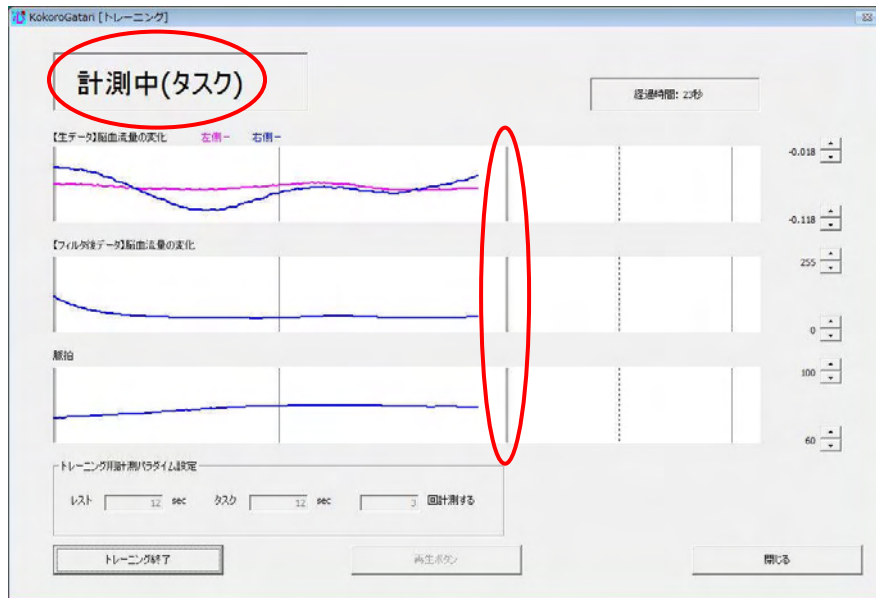 KokoroGatari [トレーニング]
計測中(タスク)
経過時間: 23秒
【生データ】脳血流量の変化 左側ー 右側ー
-0.018
-0.118
【フィルタ後データ】脳血流量の変化
255
0
脈拍
100
60
トレーニング用計測パラダイム設定
レスト 12 sec タスク 12 sec 3 回計測する
トレーニング終了 再生ボタン 閉じる